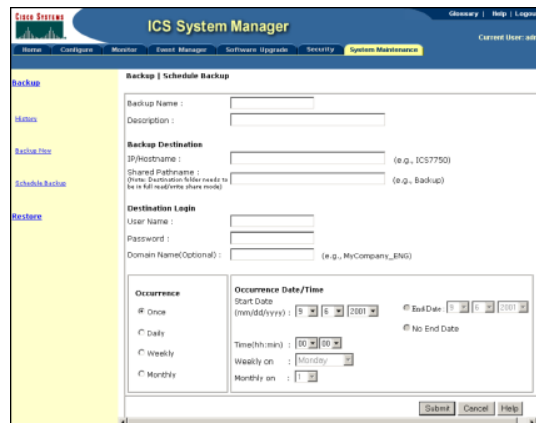 CISCO SYSTEMS
ICS System Manager
Glossary | Help | Logou
Current User: adn
Home Configure Monitor Event Manager Software Upgrade Security System Maintenance
Backup
History
Backup Now
Schedule Backup
Restore
Backup | Schedule Backup
Backup Name :
Description :
Backup Destination
IP/Hostname : (e.g., ICS7750)
Shared Pathname : (e.g., Backup)
(Note: Destination folder needs to
be in full read/write share mode)
Destination Login
User Name :
Password :
Domain Name(Optional) : (e.g., MyCompany_ENG)
Occurrence
Once
Daily
Weekly
Monthly
Occurrence Date/Time
Start Date
(mm/dd/yyyy) : 9 6 2001
End Date : 9 6 2001
No End Date
Time(hh:min) : 00 00
Weekly on : Monday
Monthly on : 1
Submit Cancel Help